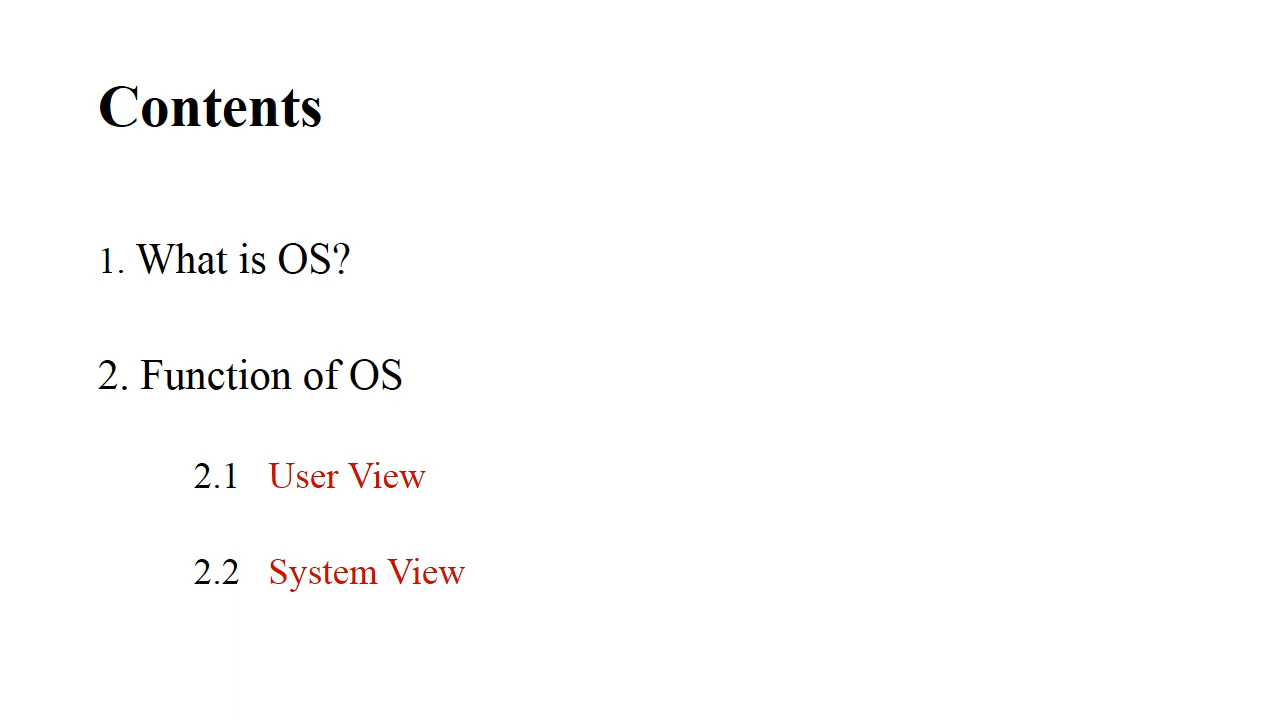 Contents
1. What is OS?
2. Function of OS
2.1 User View
2.2 System View